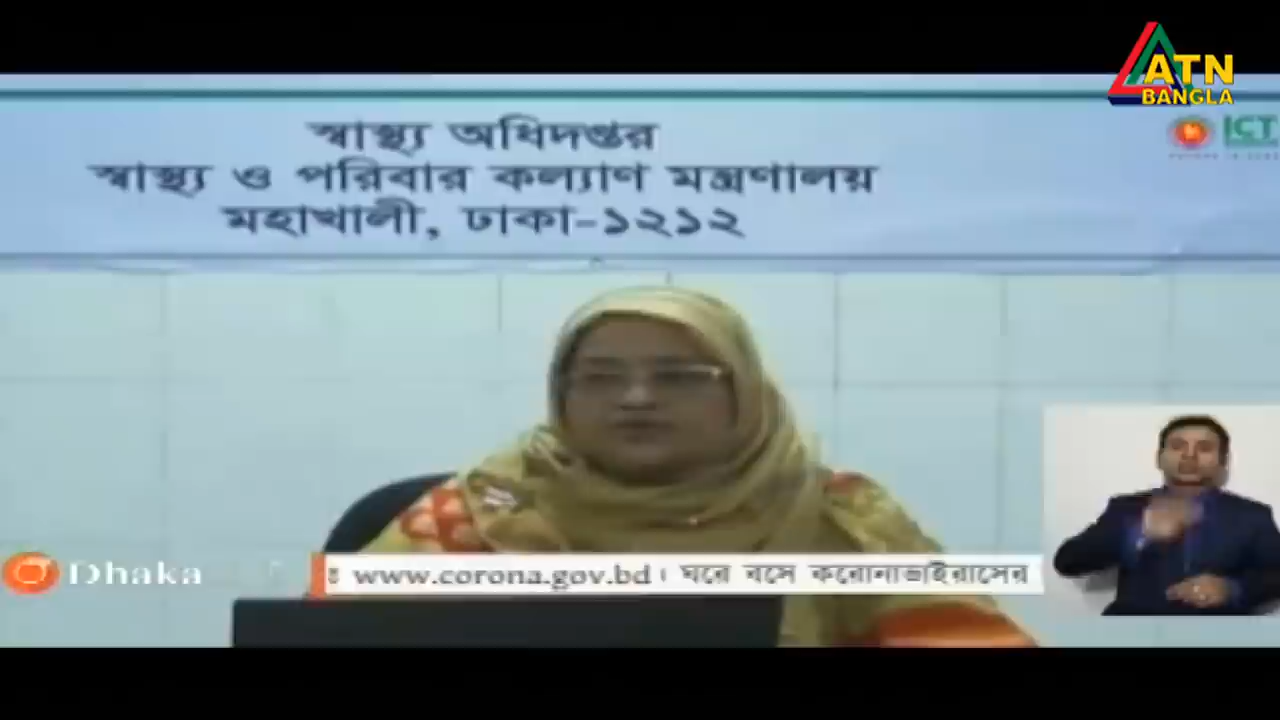 ATN
BANGLA
ICT
স্বাস্থ্য অধিদপ্তর
স্বাস্থ্য ও পরিবার কল্যাণ মন্ত্রণালয়
মহাখালী, ঢাকা-১২১২
Dhaka
ঃ www.corona.gov.bd। ঘরে বসে করোনাভাইরাসের